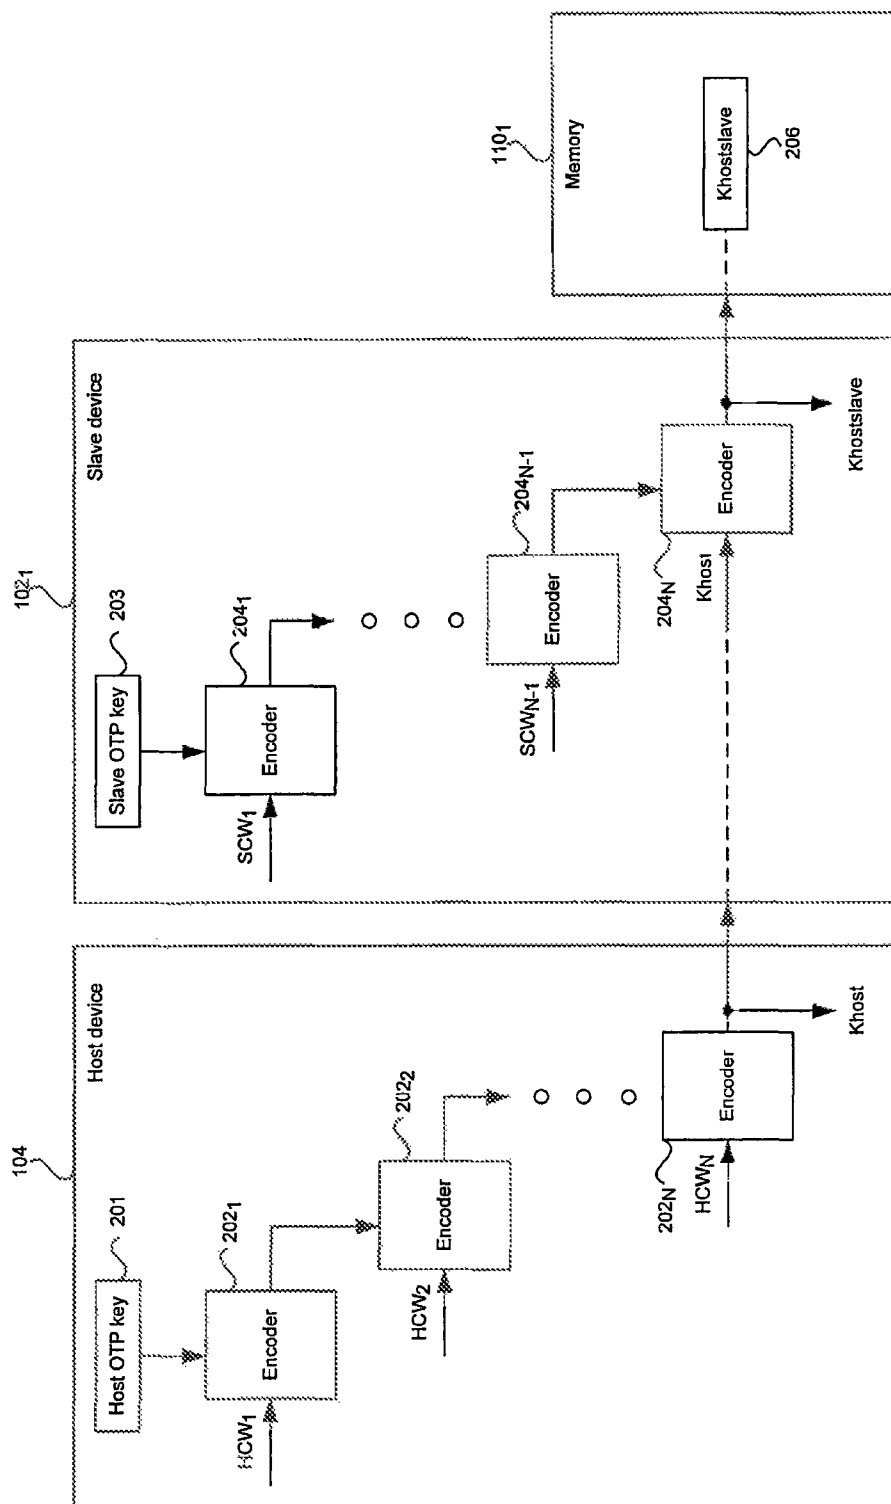 104
Host device
Host OTP key
201
HCW1
Encoder
2021
HCW2
Encoder
2022
HCWN
Encoder
202N
Khost
1021
Slave device
Slave OTP key
203
SCW1
Encoder
2041
SCWN-1
Encoder
204N-1
Khost
Encoder
204N
Khostslave
1101
Memory
Khostslave
206